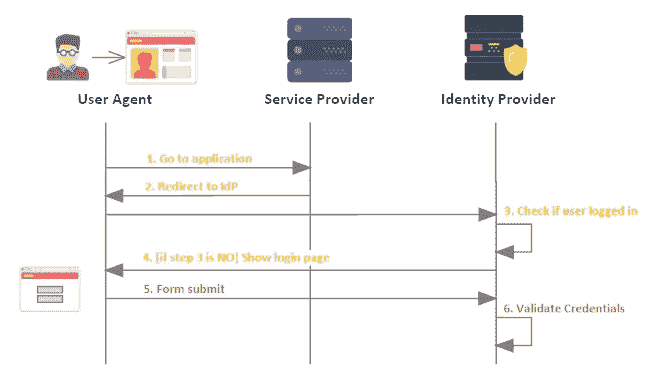 User Agent
Service Provider
Identity Provider
1. Go to application
2. Redirect to IdP
3. Check if user logged in
4. [if step 3 is NO] Show login page
5. Form submit
6. Validate Credentials